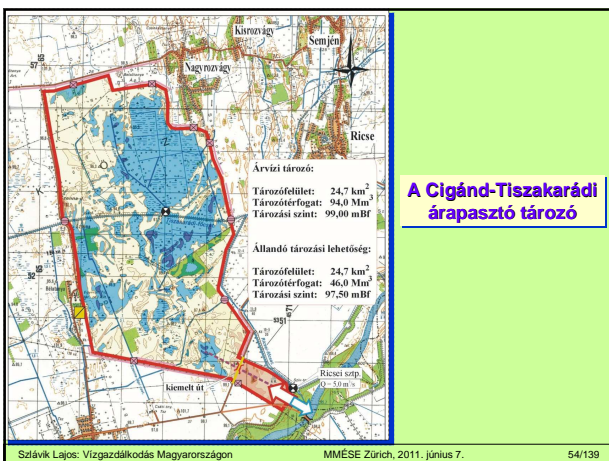 Kisrozvágy
Semjén
Nagyrozvágy
Ricse
Árvízi tározó:
Tározófelület: 24,7 km²
Tározótérfogat: 94,0 Mm³
Tározási szint: 99,00 mBf
Állandó tározási lehetőség:
Tározófelület: 24,7 km²
Tározótérfogat: 46,0 Mm³
Tározási szint: 97,50 mBf
Ricsei sztp.
Q = 5,0 m³/s
kiemelt út
A Cigánd-Tiszakarádi
árapasztó tározó
Szlávik Lajos: Vízgazdálkodás Magyarországon MMÉSE Zürich, 2011. június 7. 54/139